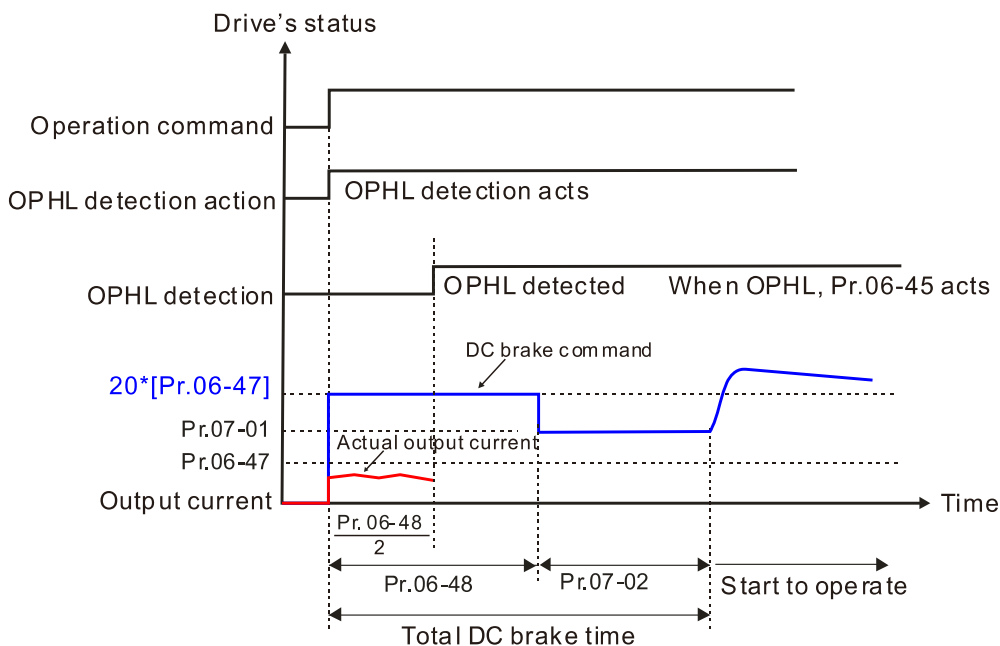 Drive's status
Operation command
OPHL detection action
OPHL detection acts
OPHL detection
OPHL detected
When OPHL, Pr.06-45 acts
DC brake command
20*[Pr.06-47]
Pr.07-01
Actual output current
Pr.06-47
Output current
Time
Pr. 06-48
2
Pr.06-48
Pr.07-02
Start to operate
Total DC brake time